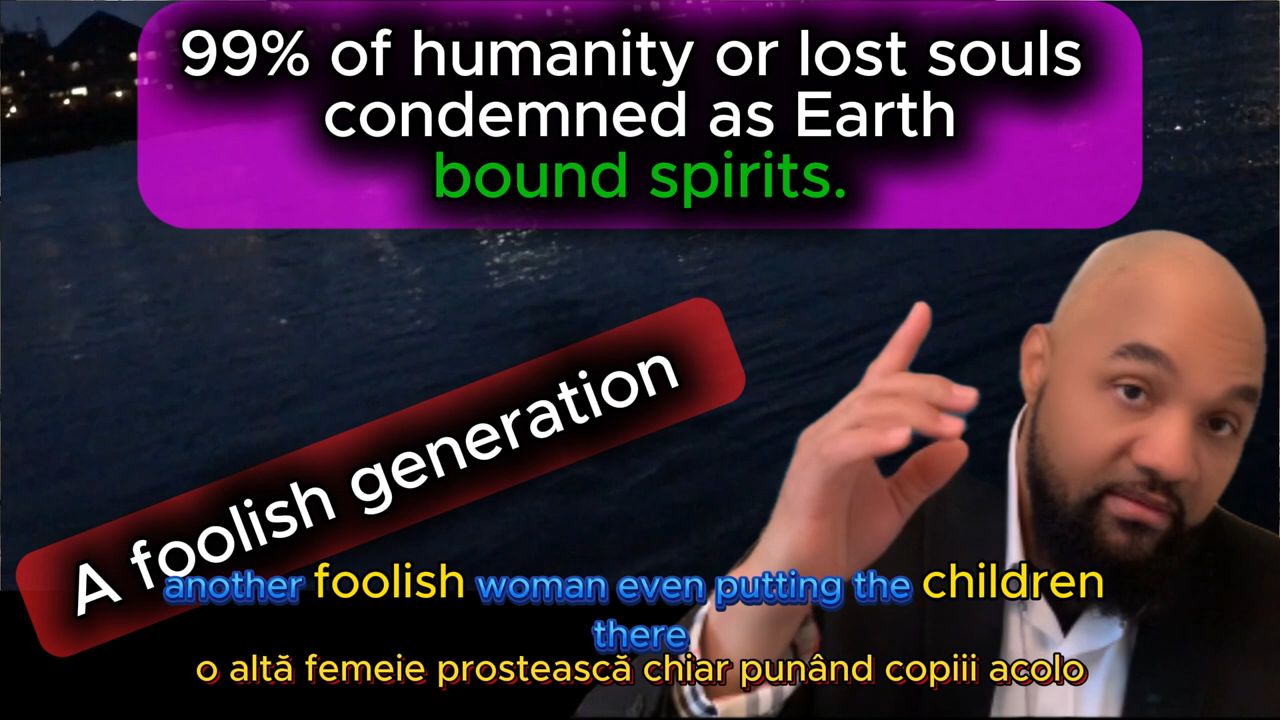 99% of humanity or lost souls
condemned as Earth
bound spirits.
A foolish generation
another foolish woman even putting the children
there
o altă femeie prostească chiar punând copiii acolo